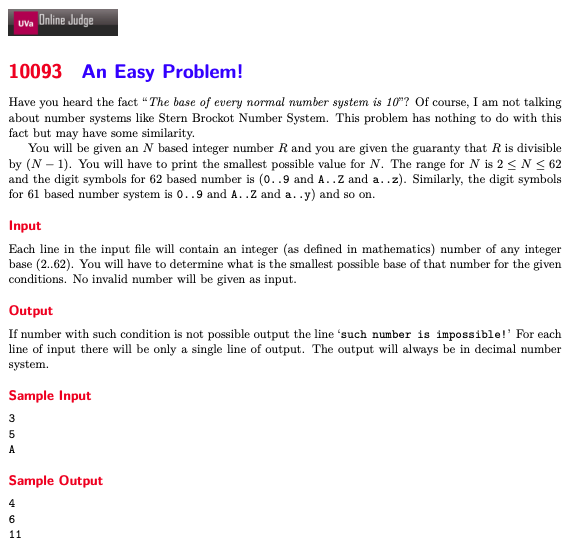 UVa Online Judge
10093 An Easy Problem!
Have you heard the fact “The base of every normal number system is 10”? Of course, I am not talking
about number systems like Stern Brockot Number System. This problem has nothing to do with this
fact but may have some similarity.
You will be given an N based integer number R and you are given the guaranty that R is divisible
by (N − 1). You will have to print the smallest possible value for N. The range for N is 2 ≤ N ≤ 62
and the digit symbols for 62 based number is (0..9 and A..Z and a..z). Similarly, the digit symbols
for 61 based number system is 0..9 and A..Z and a..y) and so on.
Input
Each line in the input file will contain an integer (as defined in mathematics) number of any integer
base (2..62). You will have to determine what is the smallest possible base of that number for the given
conditions. No invalid number will be given as input.
Output
If number with such condition is not possible output the line ‘such number is impossible!’ For each
line of input there will be only a single line of output. The output will always be in decimal number
system.
Sample Input
3
5
A
Sample Output
4
6
11